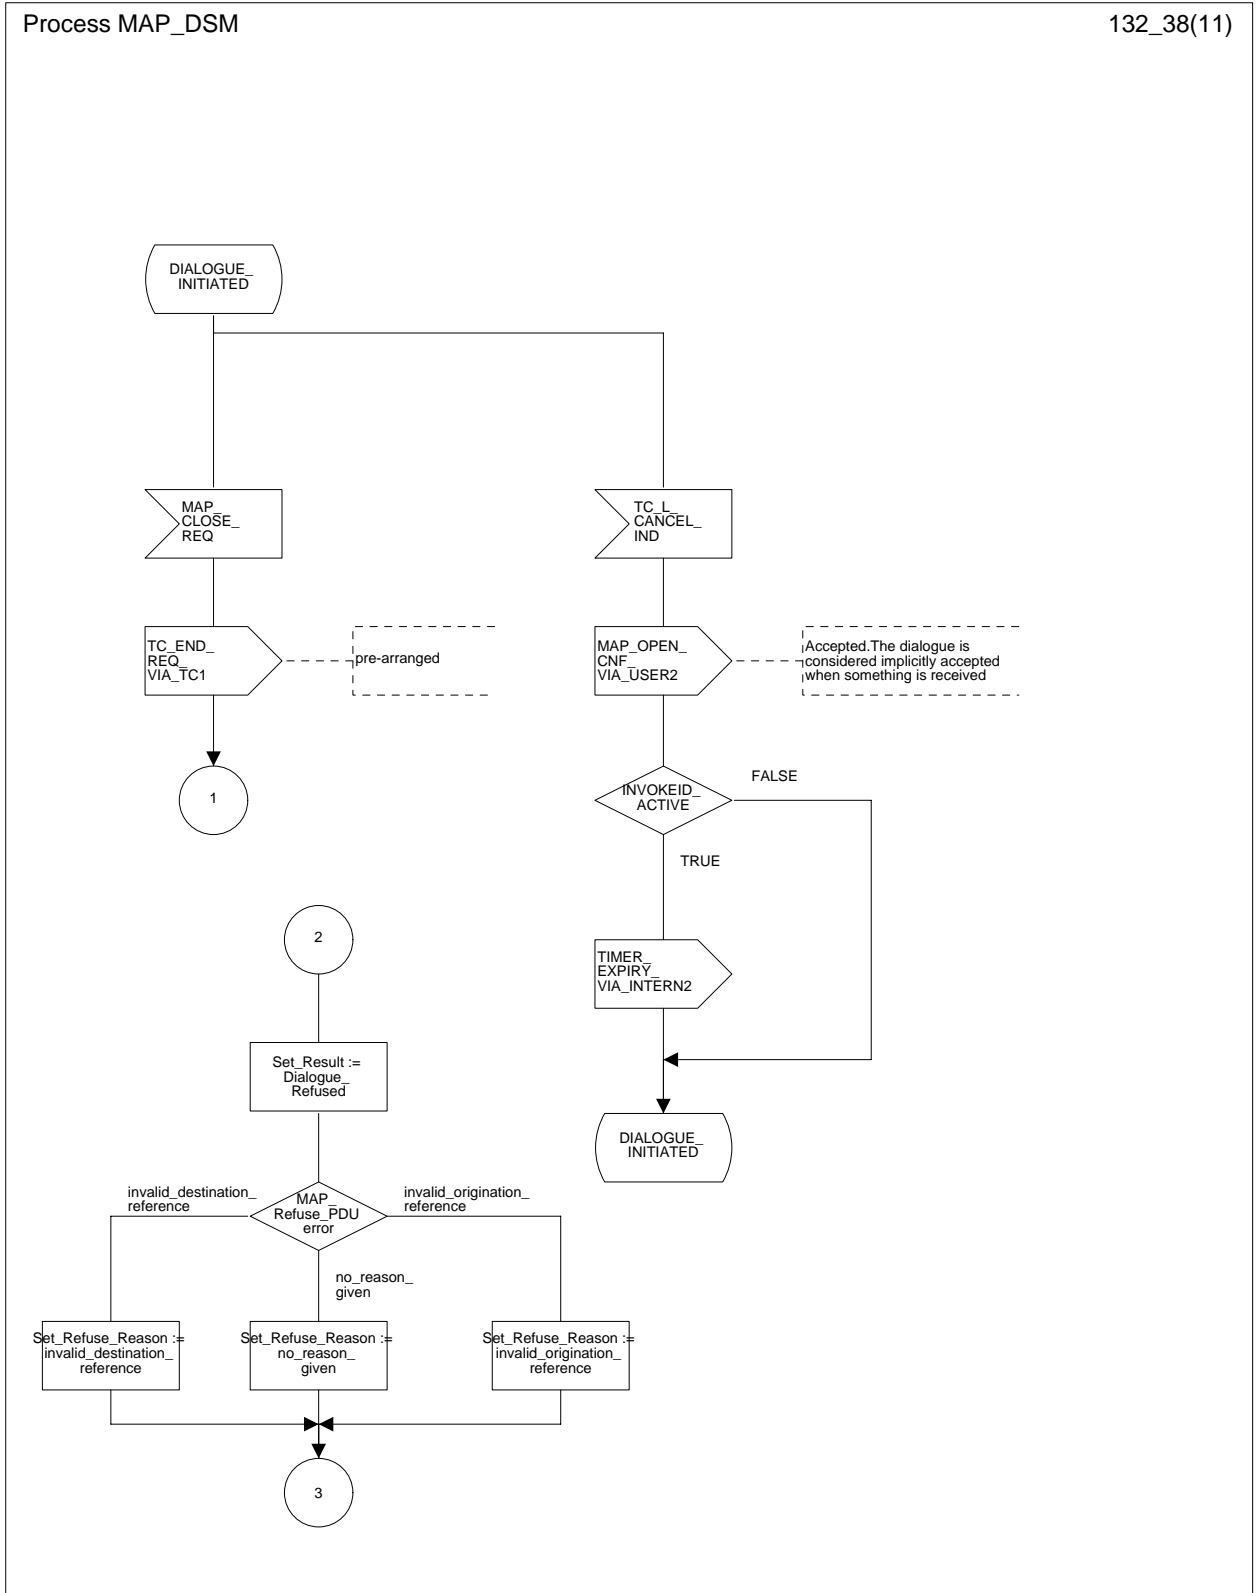 Process MAP_DSM
132_38(11)
DIALOGUE_
INITIATED
MAP_
CLOSE_
REQ
TC_L_
CANCEL_
IND
TC_END_
REQ_
VIA_TC1
pre-arranged
MAP_OPEN_
CNF_
VIA_USER2
Accepted.The dialogue is
considered implicitly accepted
when something is received
1
INVOKEID_
ACTIVE
FALSE
TRUE
2
TIMER_
EXPIRY_
VIA_INTERN2
Set_Result :=
Dialogue_
Refused
DIALOGUE_
INITIATED
invalid_destination_
reference
MAP_
Refuse_PDU
error
invalid_origination_
reference
no_reason_
given
Set_Refuse_Reason :=
invalid_destination_
reference
Set_Refuse_Reason :=
no_reason_
given
Set_Refuse_Reason :=
invalid_origination_
reference
3